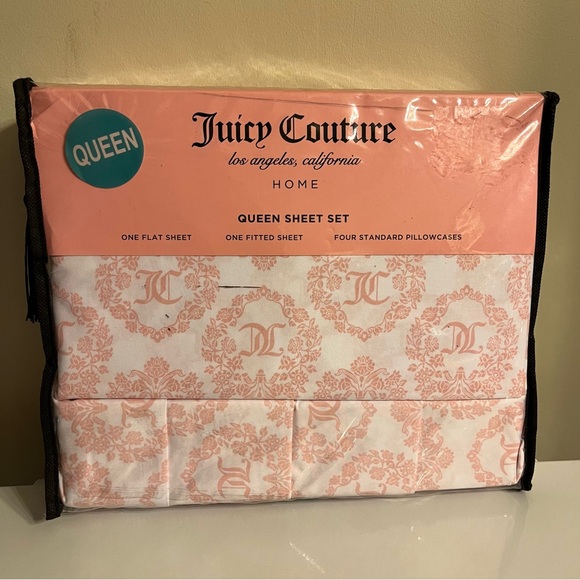 QUEEN
Juicy Couture
los angeles, california
HOME
QUEEN SHEET SET
ONE FLAT SHEET ONE FITTED SHEET FOUR STANDARD PILLOWCASES
JC
JC
JC
JC